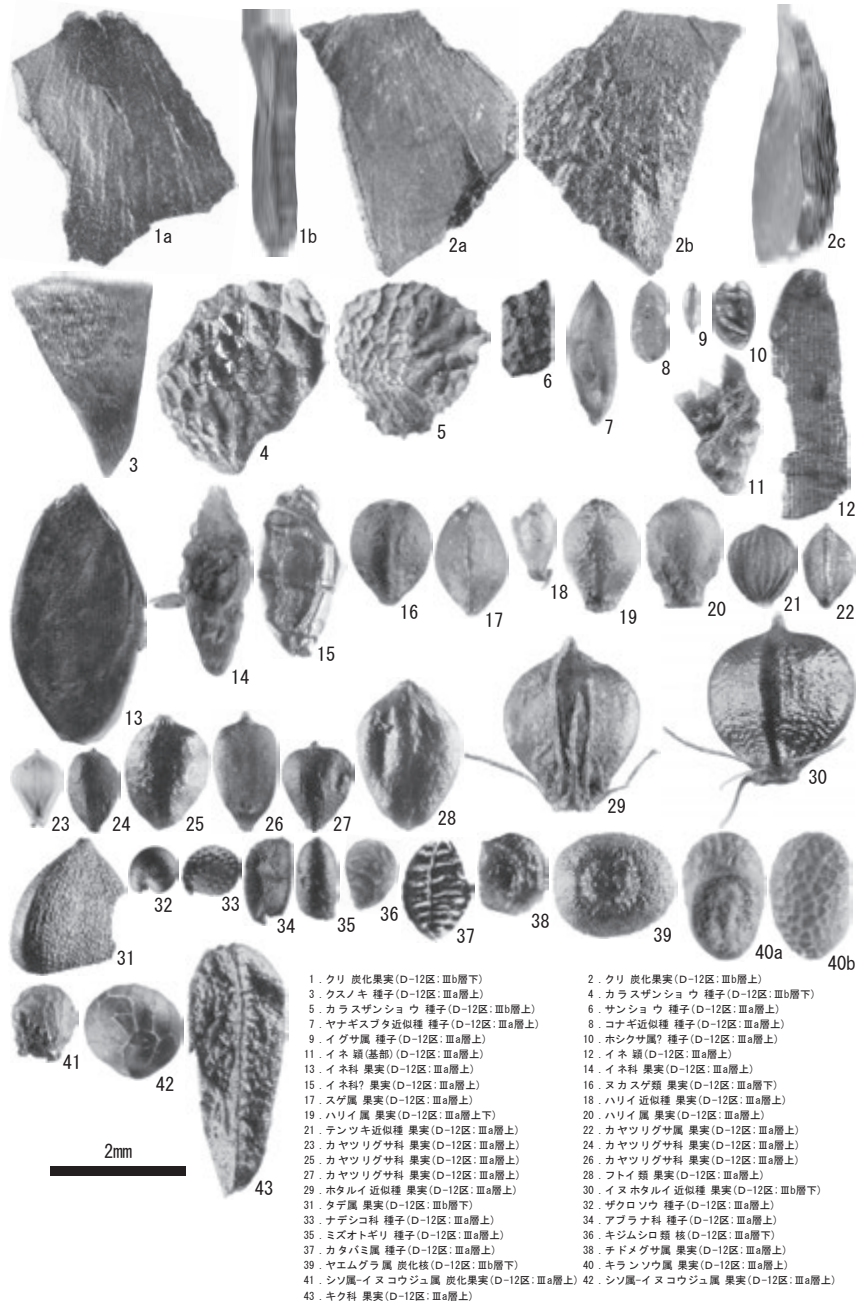 1a
1b
2a
2b
2c
3
4
5
6
7
8
9
10
11
12
13
14
15
16
17
18
19
20
21
22
23
24
25
26
27
28
29
30
31
32
33
34
35
36
37
38
39
40a
40b
41
42
43
2mm
1．クリ 炭化果実(D-12区;Ⅲb層下)
2．クリ 炭化果実(D-12区;Ⅲb層上)
3．クスノキ 種子(D-12区;Ⅲa層上)
4．カラスザンショウ 種子(D-12区;Ⅲb層下)
5．カラスザンショウ 種子(D-12区;Ⅲb層上)
6．サンショウ 種子(D-12区;Ⅲa層上)
7．ヤナギスブタ近似種 種子(D-12区;Ⅲa層上)
8．コナギ近似種 種子(D-12区;Ⅲa層上)
9．イグサ属 種子(D-12区;Ⅲa層上)
10．ホシクサ属? 種子(D-12区;Ⅲa層上)
11．イネ 穎(基部)(D-12区;Ⅲa層上)
12．イネ 穎(D-12区;Ⅲa層上)
13．イネ科 果実(D-12区;Ⅲa層上)
14．イネ科 果実(D-12区;Ⅲa層上)
15．イネ科? 果実(D-12区;Ⅲa層上)
16．ヌカスゲ類 果実(D-12区;Ⅲa層下)
17．スゲ属 果実(D-12区;Ⅲa層上)
18．ハリイ近似種 果実(D-12区;Ⅲa層上)
19．ハリイ属 果実(D-12区;Ⅲa層上下)
20．ハリイ属 果実(D-12区;Ⅲa層上)
21．テンツキ近似種 果実(D-12区;Ⅲa層上)
22．カヤツリグサ属 果実(D-12区;Ⅲa層上)
23．カヤツリグサ科 果実(D-12区;Ⅲa層上)
24．カヤツリグサ科 果実(D-12区;Ⅲa層上)
25．カヤツリグサ科 果実(D-12区;Ⅲa層上)
26．カヤツリグサ科 果実(D-12区;Ⅲa層上)
27．カヤツリグサ科 果実(D-12区;Ⅲa層上)
28．フトイ類 果実(D-12区;Ⅲa層上)
29．ホタルイ近似種 果実(D-12区;Ⅲa層上)
30．イヌホタルイ近似種 果実(D-12区;Ⅲb層下)
31．タデ属 果実(D-12区;Ⅲb層下)
32．ザクロソウ 種子(D-12区;Ⅲa層上)
33．ナデシコ科 種子(D-12区;Ⅲa層上)
34．アブラナ科 種子(D-12区;Ⅲa層上)
35．ミズオトギリ 種子(D-12区;Ⅲa層上)
36．キジムシロ類 核(D-12区;Ⅲa層下)
37．カタバミ属 種子(D-12区;Ⅲa層上)
38．チドメグサ属 果実(D-12区;Ⅲa層上)
39．ヤエムグラ属 炭化核(D-12区;Ⅲb層下)
40．キランソウ属 果実(D-12区;Ⅲa層上)
41．シソ属-イヌコウジュ属 炭化果実(D-12区;Ⅲa層上)
42．シソ属-イヌコウジュ属 果実(D-12区;Ⅲa層上)
43．キク科 果実(D-12区;Ⅲa層上)